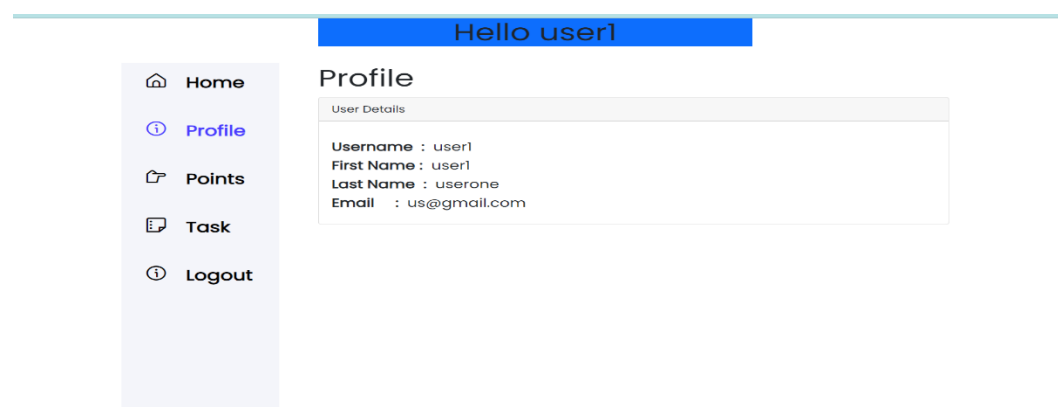 Hello user1
Home
Profile
Points
Task
Logout
Profile
User Details
Username : user1
First Name : user1
Last Name : userone
Email : us@gmail.com